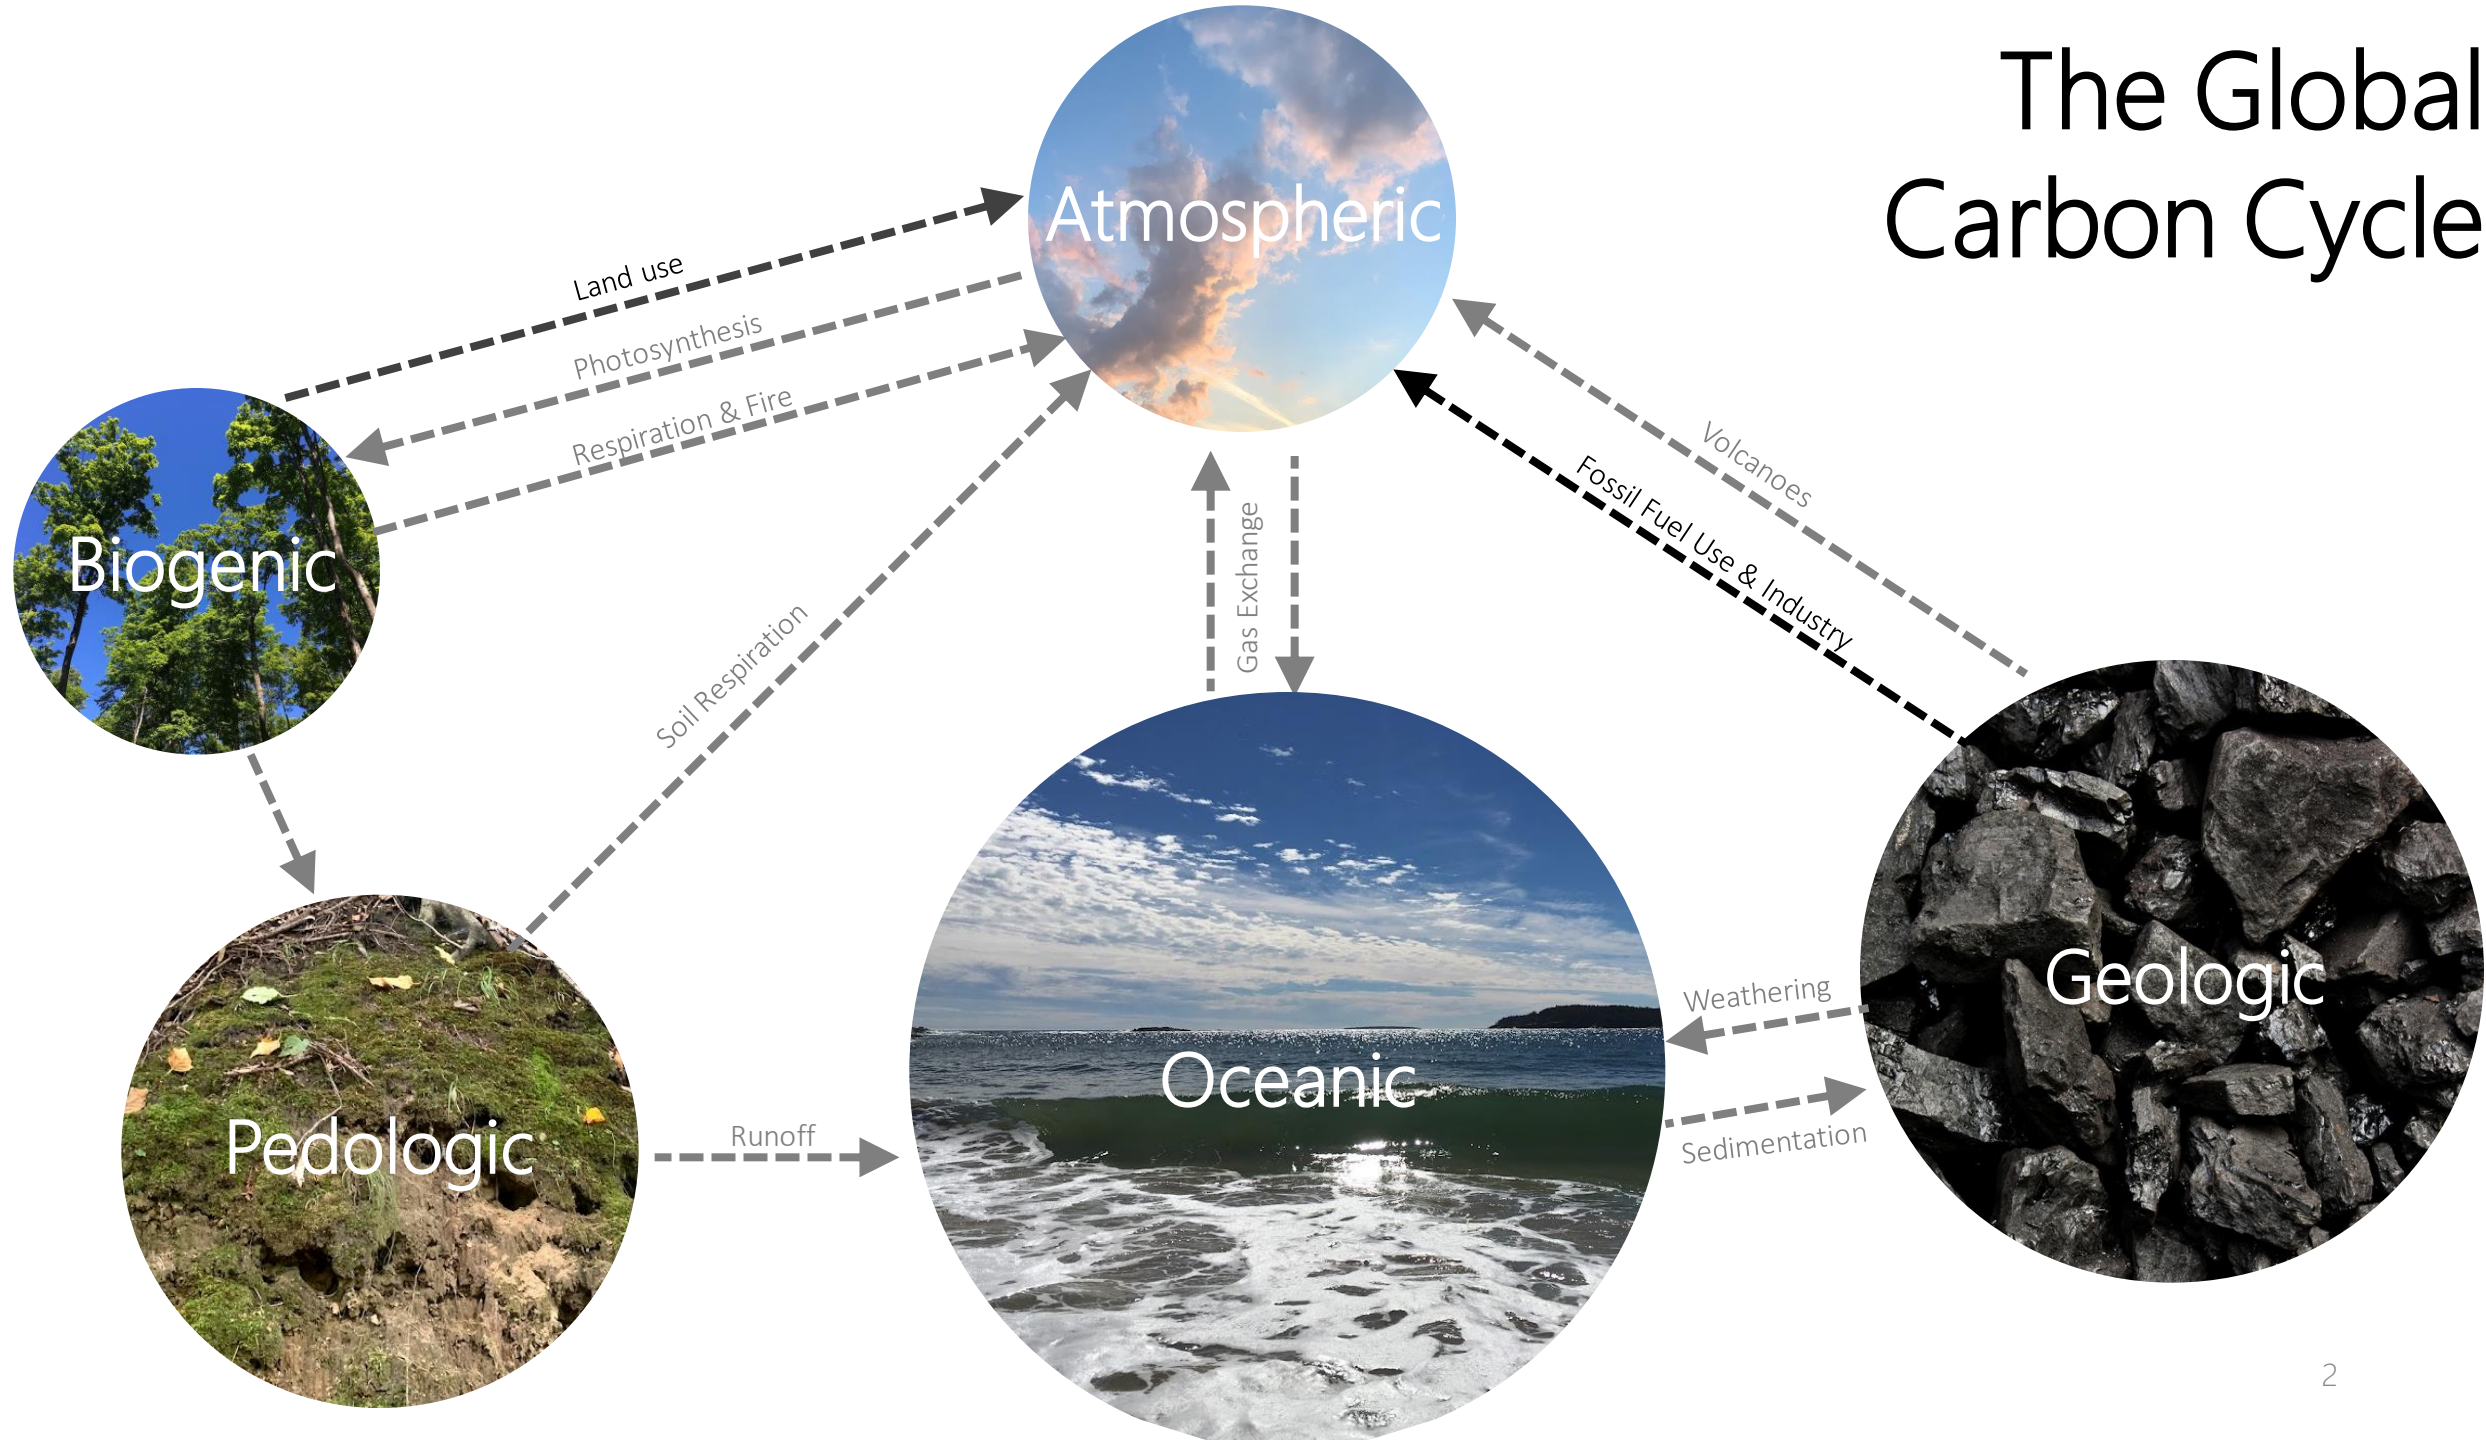 The Global
Carbon Cycle
Atmospheric
Land use
Photosynthesis
Respiration & Fire
Volcanoes
Fossil Fuel Use & Industry
Gas Exchange
Biogenic
Soil Respiration
Geologic
Weathering
Oceanic
Sedimentation
Pedologic
Runoff
2